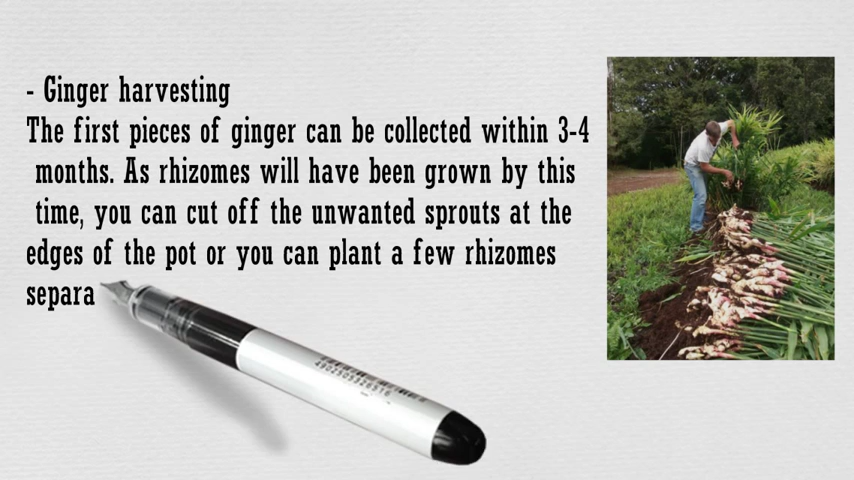 - Ginger harvesting
The first pieces of ginger can be collected within 3-4
months. As rhizomes will have been grown by this
time, you can cut off the unwanted sprouts at the
edges of the pot or you can plant a few rhizomes
separa